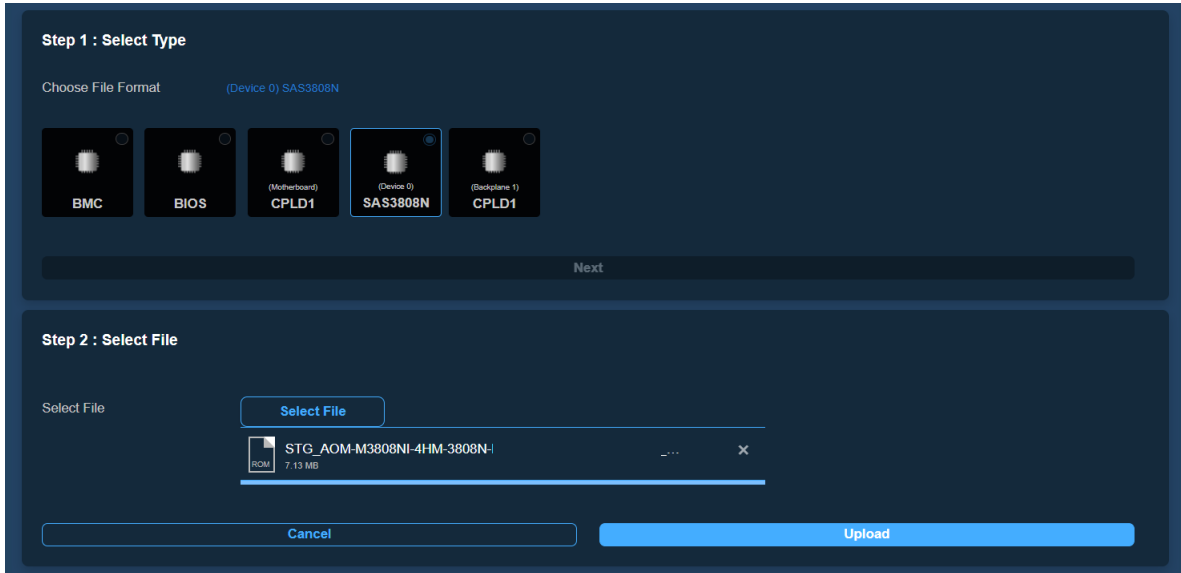 Step 1 : Select Type
Choose File Format (Device 0) SAS3808N
BMC
BIOS
(Motherboard)
CPLD1
(Device 0)
SAS3808N
(Backplane 1)
CPLD1
Next
Step 2 : Select File
Select File Select File
ROM
STG_AOM-M3808NI-4HM-3808N- _...
7.13 MB
Cancel Upload